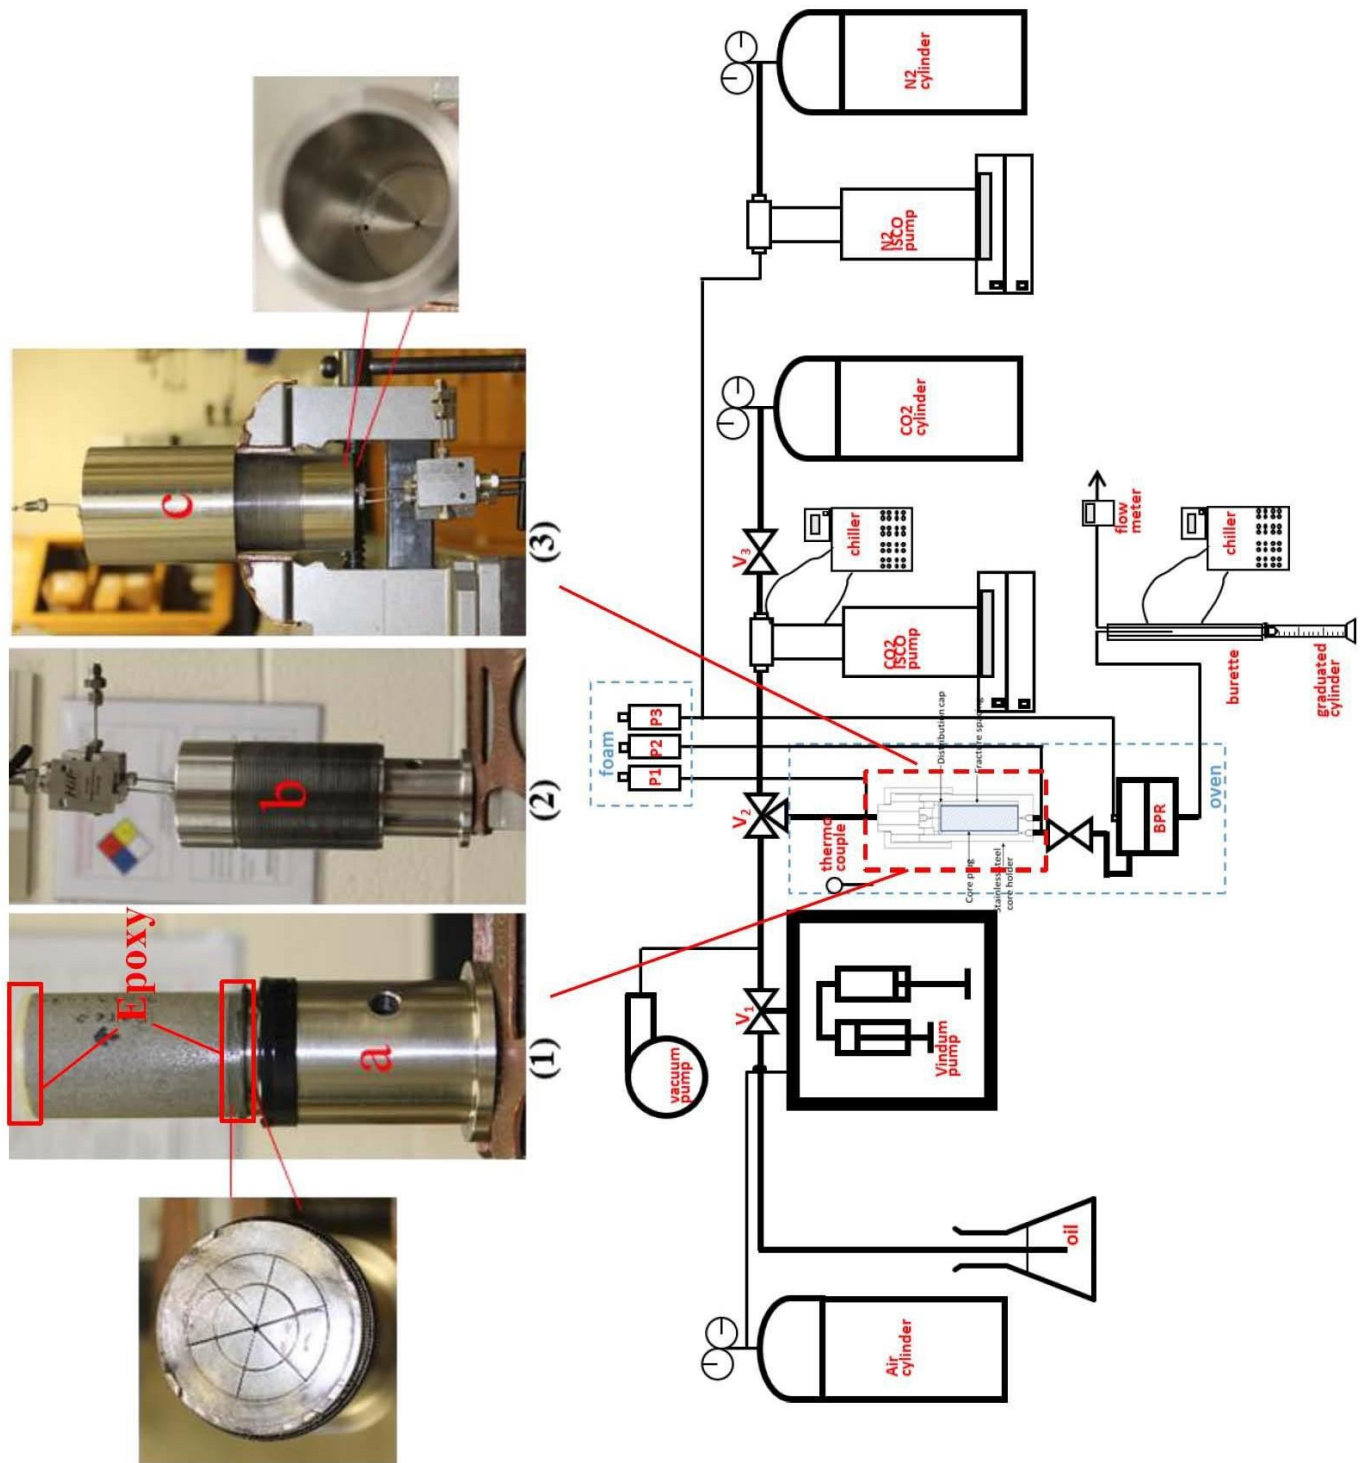 Epoxy
a
(1)
HiP
b
(2)
c
(3)
Air
cylinder
oil
vacuum
pump
V1
Vindum
pump
thermo
couple
V2
foam
P1
P2
P3
Distribution cap
Fracture spacing
Core plug
Stainless steel
core holder
BPR
oven
CO2
ISCO
pump
chiller
V3
CO2
cylinder
N2
ISCO
pump
N2
cylinder
burette
graduated
cylinder
chiller
flow
meter